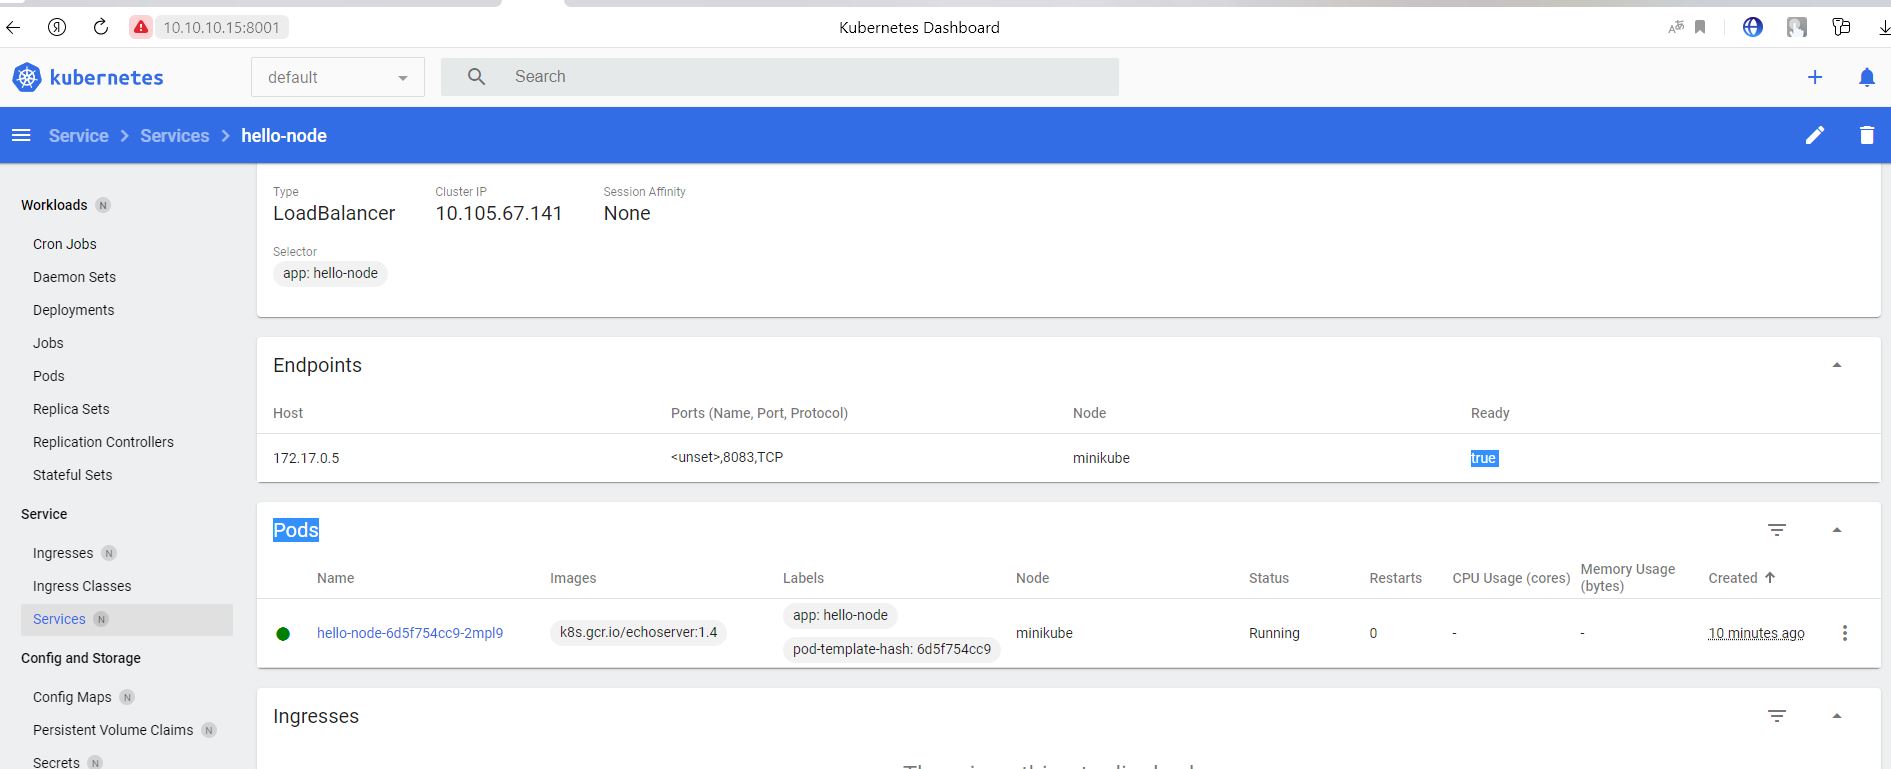 10.10.10.15:8001
Kubernetes Dashboard
kubernetes
default
Search
Service
Services
hello-node
Workloads N
Cron Jobs
Daemon Sets
Deployments
Jobs
Pods
Replica Sets
Replication Controllers
Stateful Sets
Service
Ingresses N
Ingress Classes
Services N
Config and Storage
Config Maps N
Persistent Volume Claims N
Secrets N
Type
Cluster IP
Session Affinity
LoadBalancer
10.105.67.141
None
Selector
app: hello-node
Endpoints
Host
Ports (Name, Port, Protocol)
Node
Ready
172.17.0.5
<unset>,8083,TCP
minikube
true
Pods
Name
Images
Labels
Node
Status
Restarts
CPU Usage (cores)
Memory Usage
(bytes)
Created
hello-node-6d5f754cc9-2mpl9
k8s.gcr.io/echoserver:1.4
app: hello-node
pod-template-hash: 6d5f754cc9
minikube
Running
0
-
-
10 minutes ago
Ingresses